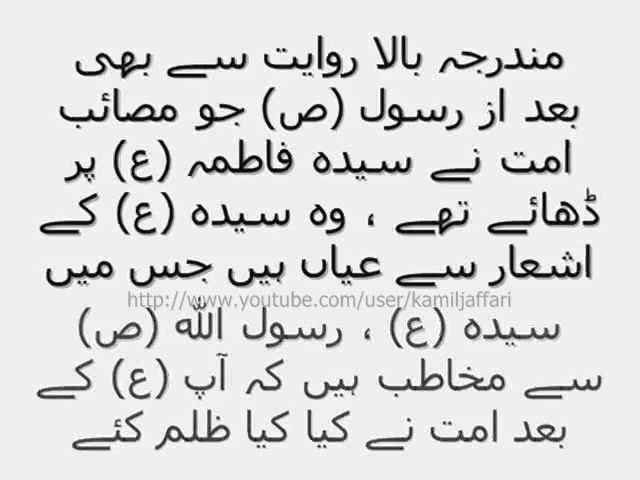 مندرجہ بالا روایت سے بھی
بعد از رسول (ص) جو مصائب
امت نے سیدہ فاطمہ (ع) پر
ڈھائے تھے ، وہ سیدہ (ع) کے
اشعار سے عیاں ہیں جس میں
http://www.youtube.com/user/kamiljaffari
سیدہ (ع) ، رسول اللہ (ص)
سے مخاطب ہیں کہ آپ (ع) کے
بعد امت نے کیا کیا ظلم کئے